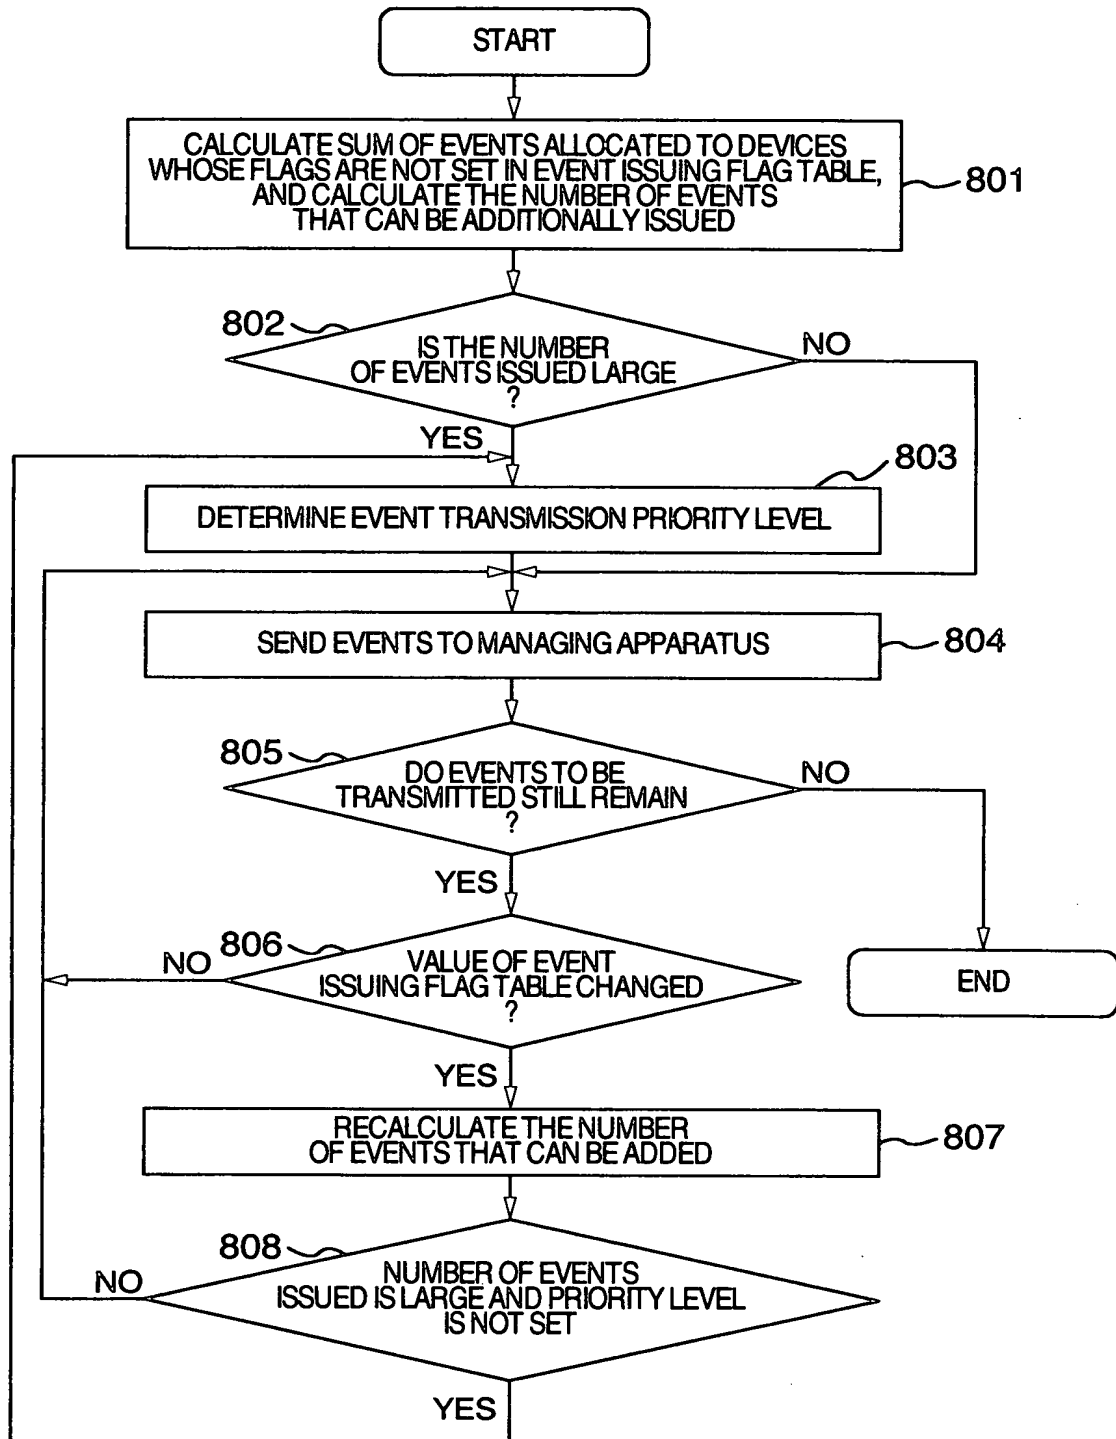 START
CALCULATE SUM OF EVENTS ALLOCATED TO DEVICES
WHOSE FLAGS ARE NOT SET IN EVENT ISSUING FLAG TABLE,
AND CALCULATE THE NUMBER OF EVENTS
THAT CAN BE ADDITIONALLY ISSUED
801
802
IS THE NUMBER
OF EVENTS ISSUED LARGE
?
NO
YES
803
DETERMINE EVENT TRANSMISSION PRIORITY LEVEL
SEND EVENTS TO MANAGING APPARATUS
804
805
DO EVENTS TO BE
TRANSMITTED STILL REMAIN
?
NO
YES
806
VALUE OF EVENT
ISSUING FLAG TABLE CHANGED
?
NO
END
YES
RECALCULATE THE NUMBER
OF EVENTS THAT CAN BE ADDED
807
808
NUMBER OF EVENTS
ISSUED IS LARGE AND PRIORITY LEVEL
IS NOT SET
NO
YES